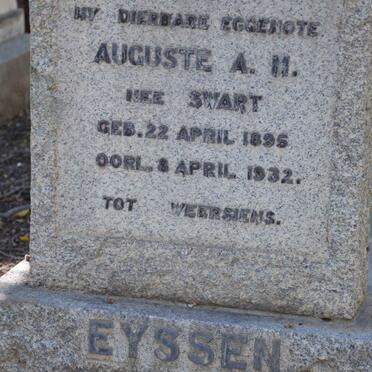 MY DIERBARE EGGENOTE
AUGUSTE A. H.
NEE SWART
GEB. 22 APRIL 1895
OORL. 8 APRIL 1932.
TOT WEERSIENS.
EYSSEN